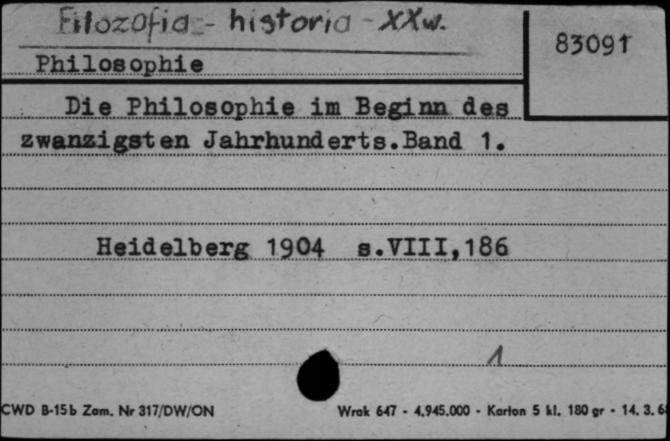 Filozofia - historia - XXw.
83091
Philosophie
Die Philosophie im Beginn des
zwanzigsten Jahrhunderts.Band 1.
Heidelberg 1904 s.VIII,186
1
CWD B-15b Zam. Nr 317/DW/ON
Wrak 647 - 4.945.000 - Karton 5 kl. 180 gr - 14. 3.